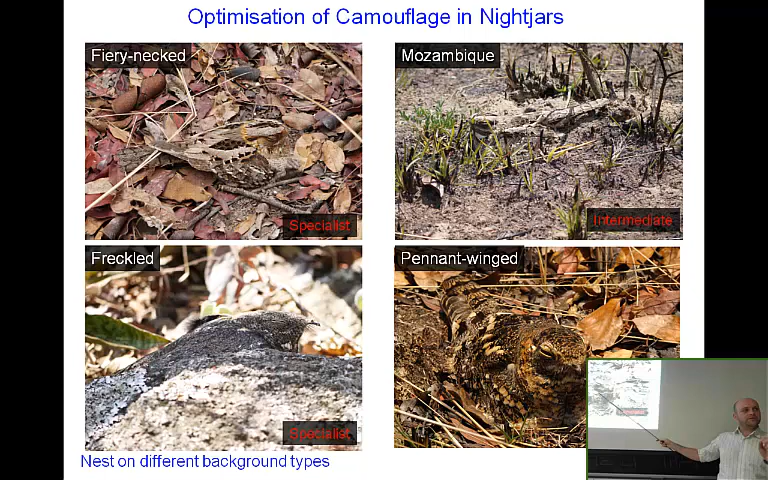 Optimisation of Camouflage in Nightjars
Fiery-necked
Mozambique
Specialist
Intermediate
Freckled
Pennant-winged
Specialist
Nest on different background types